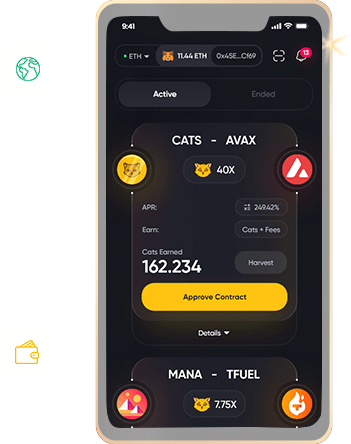 9:41
ETH 11.44 ETH 0x45E...Cf69 13
Active Ended
CATS - AVAX
40X
APR: 249.42%
Earn: Cats + Fees
Cats Earned
162.234 Harvest
Approve Contract
Details
MANA - TFUEL
7.75X